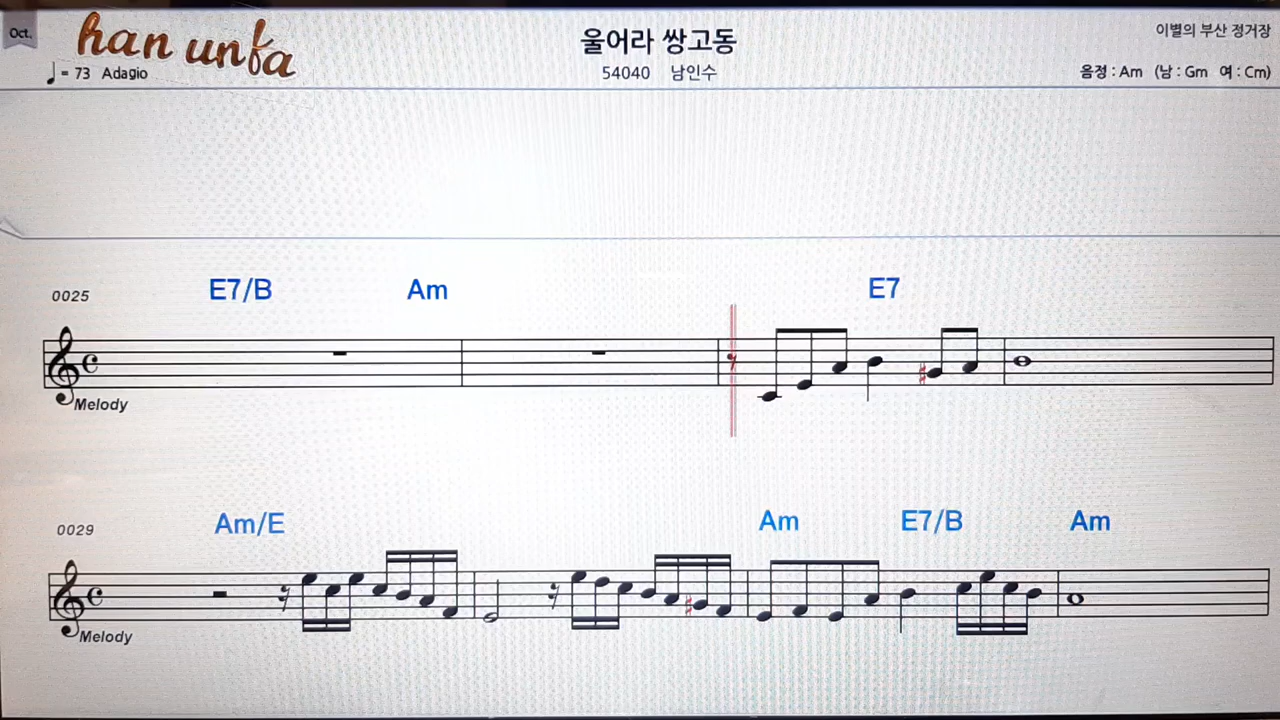 Oct.
han unfa
울어라 쌍고동
이별의 부산 정거장
♩ = 73 Adagio
54040 남인수
음정 : Am (남 : Gm 여 : Cm)
E7/B Am E7
0025
Melody
Am/E Am E7/B Am
0029
Melody